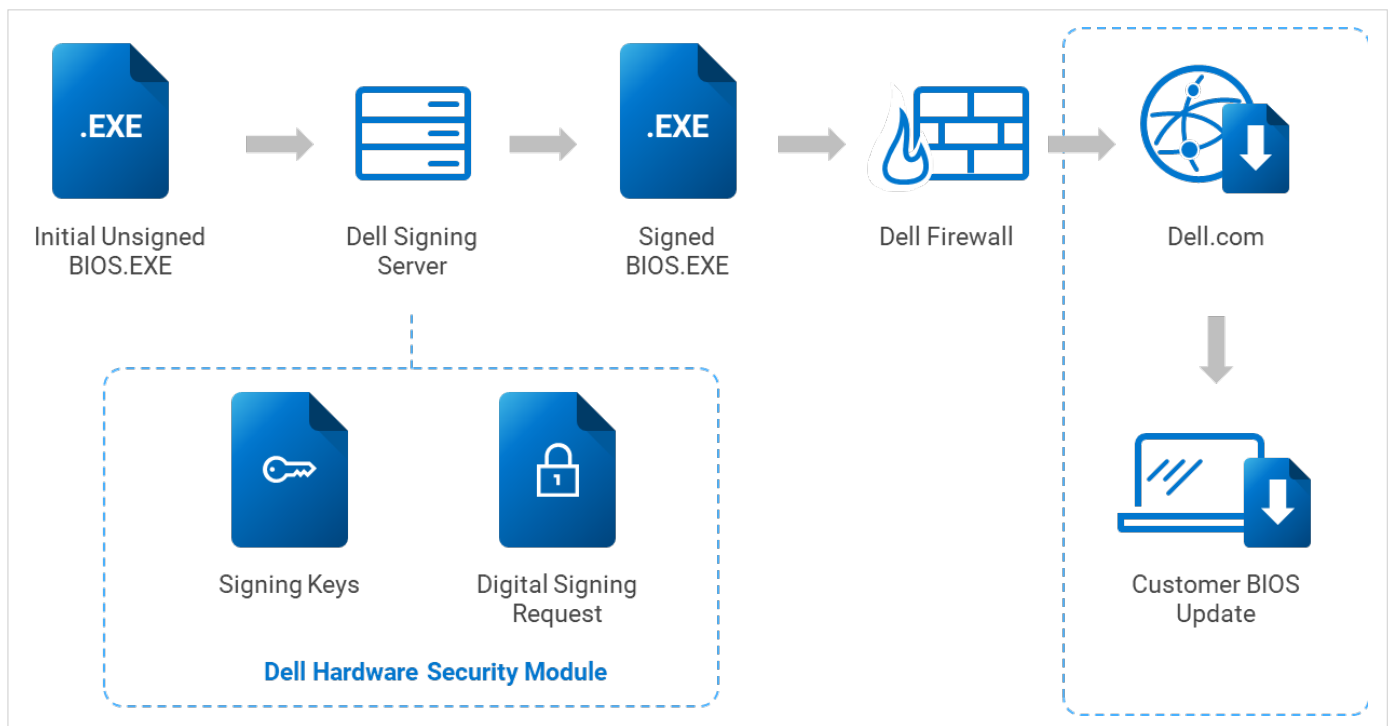 .EXE
.EXE
Initial Unsigned
BIOS.EXE
Dell Signing
Server
Signed
BIOS.EXE
Dell Firewall
Dell.com
Signing Keys
Digital Signing
Request
Dell Hardware Security Module
Customer BIOS
Update